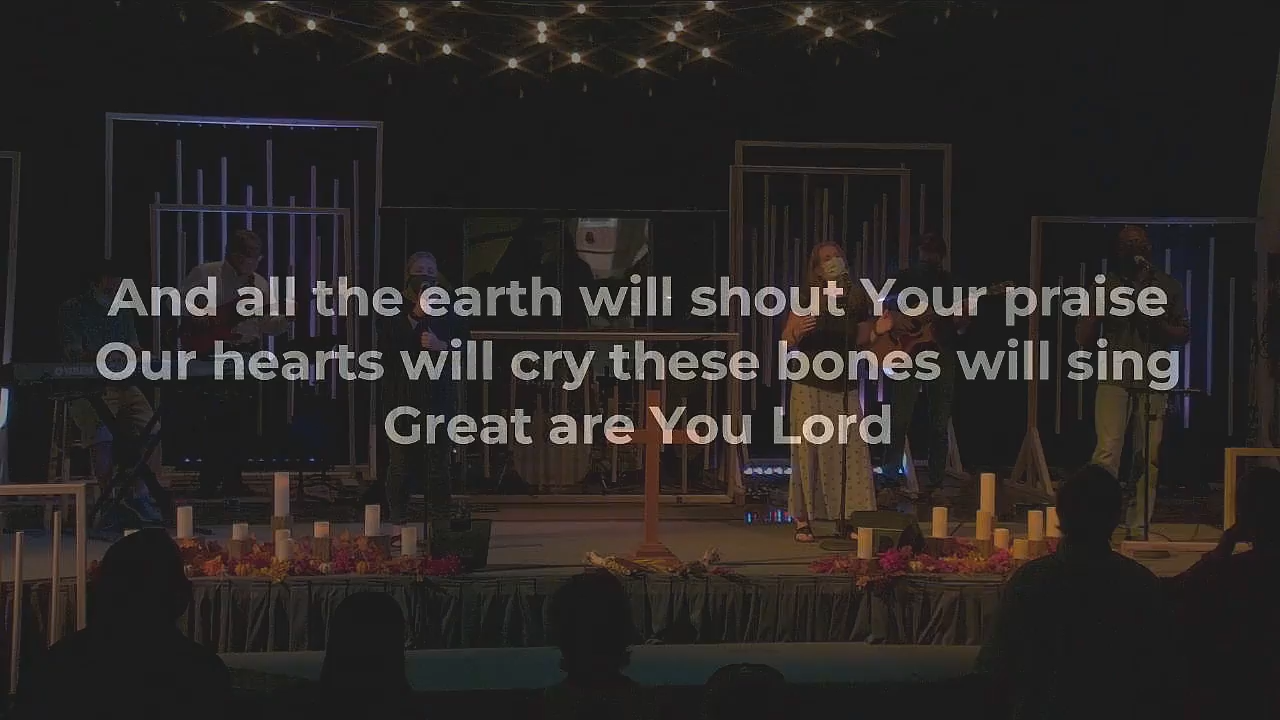 And all the earth will shout Your praise
Our hearts will cry these bones will sing
Great are You Lord